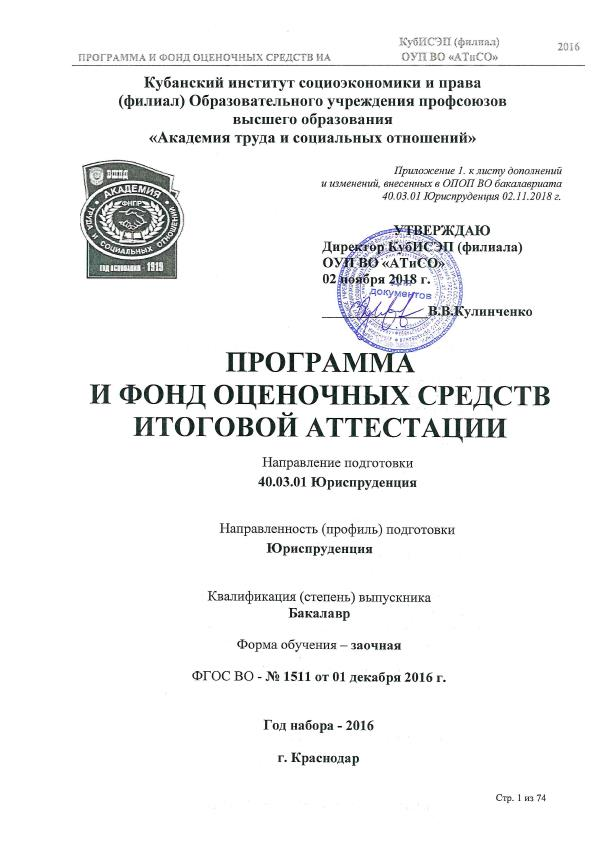 КубИСЭП (филиал)
2016
ПРОГРАММА И ФОНД ОЦЕНОЧНЫХ СРЕДСТВ ИА
ОУП ВО «АТиСО»
Кубанский институт социоэкономики и права
(филиал) Образовательного учреждения профсоюзов
высшего образования
«Академия труда и социальных отношений»
АКАДЕМИЯ
ФНПР
ТРУДА И СОЦИАЛЬНЫХ ОТНОШЕНИЙ
ГОД ОСНОВАНИЯ - 1919
Приложение 1. к листу дополнений
и изменений, внесенных в ОПОП ВО бакалавриата
40.03.01 Юриспруденция 02.11.2018 г.
УТВЕРЖДАЮ
Директор КубИСЭП (филиала)
ОУП ВО «АТиСО»
02 ноября 2018 г.
документов
В.В.Кулинченко
ПРОГРАММА
И ФОНД ОЦЕНОЧНЫХ СРЕДСТВ
ИТОГОВОЙ АТТЕСТАЦИИ
Направление подготовки
40.03.01 Юриспруденция
Направленность (профиль) подготовки
Юриспруденция
Квалификация (степень) выпускника
Бакалавр
Форма обучения – заочная
ФГОС ВО - № 1511 от 01 декабря 2016 г.
Год набора - 2016
г. Краснодар
Стр. 1 из 74